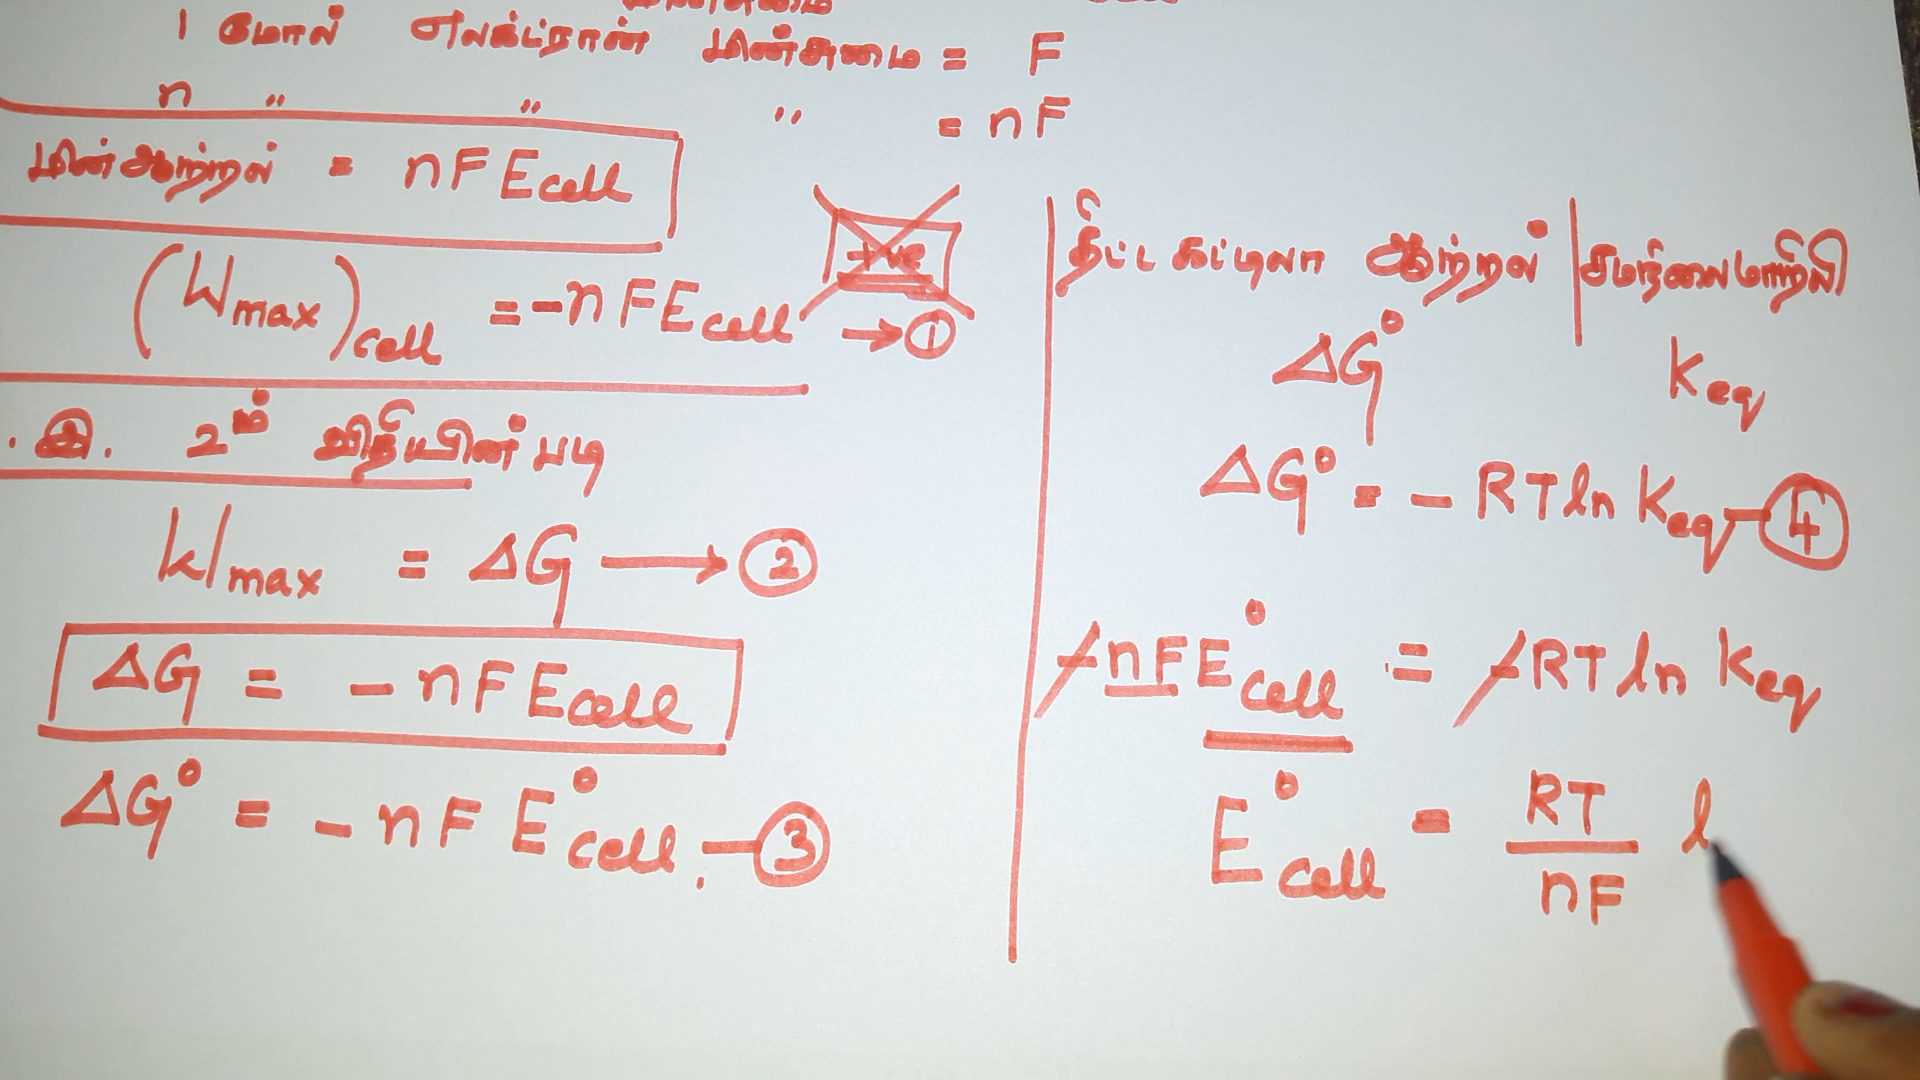 1 மோல் எலக்ட்ரான் மின்சுமை = F
n " " " = nF
மின்ஆற்றல் = nFEcell
+ve
(Wmax)cell = -nFEcell → ①
. இ. 2ம் விதியின்படி
Wmax = ΔG → ②
ΔG = - nFEcell
ΔG° = - nFE°cell. - ③
திட்ட கட்டிலா ஆற்றல் | சமநிலை மாறிலி
ΔG° Keq
ΔG° = - RT ln Keq - ④
-nFE°cell = -RT ln Keq
E°cell = RT/nF l